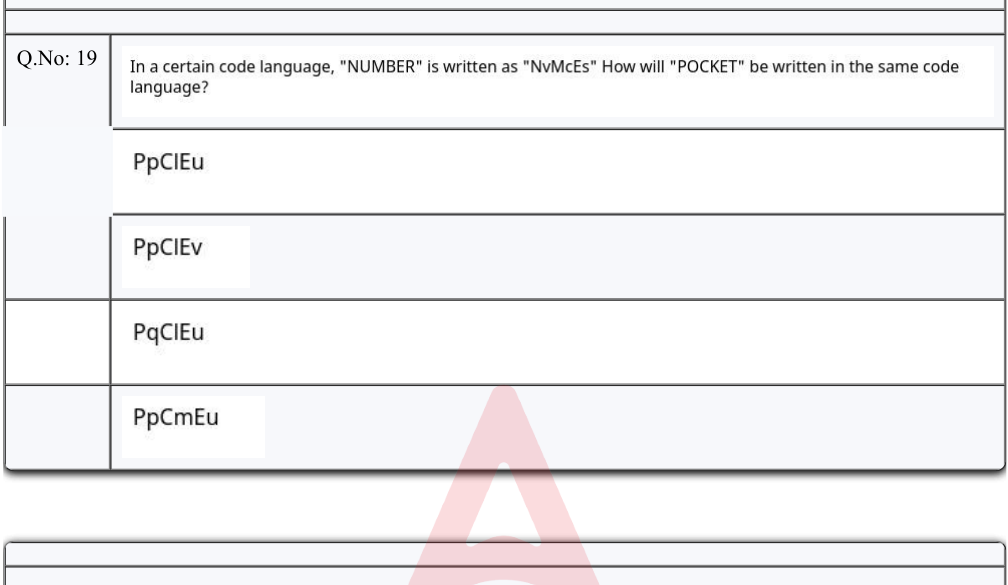 Q.No: 19
In a certain code language, "NUMBER" is written as "NvMcEs" How will "POCKET" be written in the same code
language?
PpClEu
PpClEv
PqClEu
PpCmEu